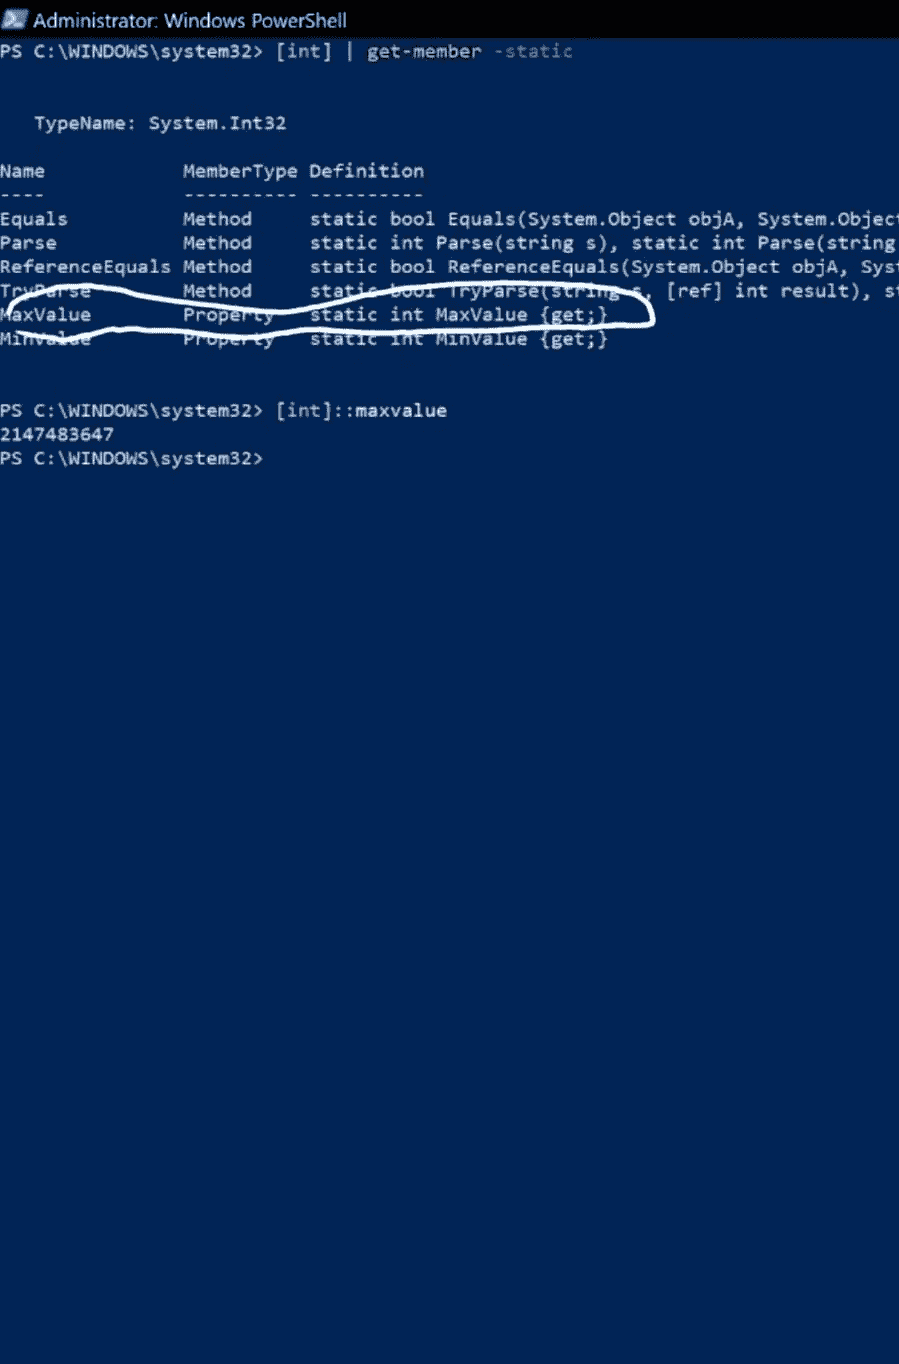 Administrator: Windows PowerShell
PS C:\WINDOWS\system32> [int] | get-member -static
TypeName: System.Int32
Name MemberType Definition
---- ---------- ----------
Equals Method static bool Equals(System.Object objA, System.Object
Parse Method static int Parse(string s), static int Parse(string
ReferenceEquals Method static bool ReferenceEquals(System.Object objA, Syst
TryParse Method static bool TryParse(string s, [ref] int result), st
MaxValue Property static int MaxValue {get;}
MinValue Property static int MinValue {get;}
PS C:\WINDOWS\system32> [int]::maxvalue
2147483647
PS C:\WINDOWS\system32>